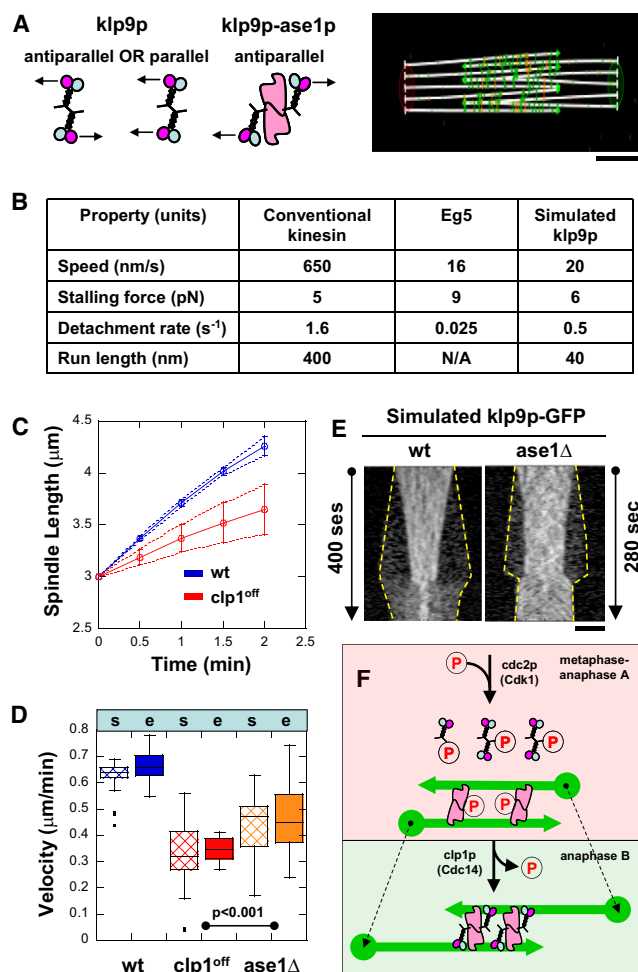 A
klp9p
klp9p-ase1p
antiparallel OR parallel
antiparallel
B
Property (units) Conventional kinesin Eg5 Simulated klp9p
Speed (nm/s) 650 16 20
Stalling force (pN) 5 9 6
Detachment rate (s-1) 1.6 0.025 0.5
Run length (nm) 400 N/A 40
C
Spindle Length (µm)
4.5
4
3.5
3
2.5
0 0.5 1 1.5 2 2.5
Time (min)
wt
clp1off
E
Simulated klp9p-GFP
wt ase1Δ
400 ses
280 sec
D
s e s e s e
Velocity (µm/min)
0.8
0.7
0.6
0.5
0.4
0.3
0.2
0.1
0
p<0.001
wt clp1off ase1Δ
F
P
cdc2p
(Cdk1)
metaphase-
anaphase A
P P P
P P
clp1p
(Cdc14)
P
anaphase B